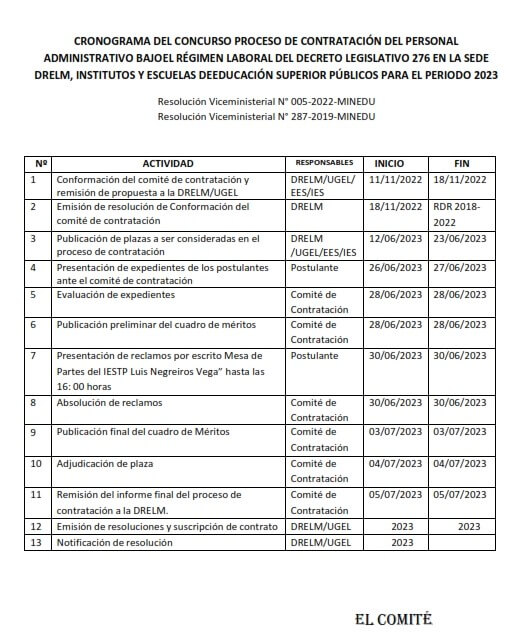 CRONOGRAMA DEL CONCURSO PROCESO DE CONTRATACIÓN DEL PERSONAL
ADMINISTRATIVO BAJOEL RÉGIMEN LABORAL DEL DECRETO LEGISLATIVO 276 EN LA SEDE
DRELM, INSTITUTOS Y ESCUELAS DEEDUCACIÓN SUPERIOR PÚBLICOS PARA EL PERIODO 2023
Resolución Viceministerial N° 005-2022-MINEDU
Resolución Viceministerial N° 287-2019-MINEDU
Nº ACTIVIDAD RESPONSABLES INICIO FIN
1 Conformación del comité de contratación y DRELM/UGEL/ 11/11/2022 18/11/2022
remisión de propuesta a la DRELM/UGEL EES/IES
2 Emisión de resolución de Conformación del DRELM 18/11/2022 RDR 2018-
comité de contratación 2022
3 Publicación de plazas a ser consideradas en el DRELM 12/06/2023 23/06/2023
proceso de contratación /UGEL/EES/IES
4 Presentación de expedientes de los postulantes Postulante 26/06/2023 27/06/2023
ante el comité de contratación
5 Evaluación de expedientes Comité de 28/06/2023 28/06/2023
Contratación
6 Publicación preliminar del cuadro de méritos Comité de 28/06/2023 28/06/2023
Contratación
7 Presentación de reclamos por escrito Mesa de Postulante 30/06/2023 30/06/2023
Partes del IESTP Luis Negreiros Vega” hasta las
16: 00 horas
8 Absolución de reclamos Comité de 30/06/2023 30/06/2023
Contratación
9 Publicación final del cuadro de Méritos Comité de 03/07/2023 03/07/2023
Contratación
10 Adjudicación de plaza Comité de 04/07/2023 04/07/2023
Contratación
11 Remisión del informe final del proceso de Comité de 05/07/2023 05/07/2023
contratación a la DRELM. Contratación
12 Emisión de resoluciones y suscripción de contrato DRELM/UGEL 2023 2023
13 Notificación de resolución DRELM/UGEL 2023
EL COMITÉ